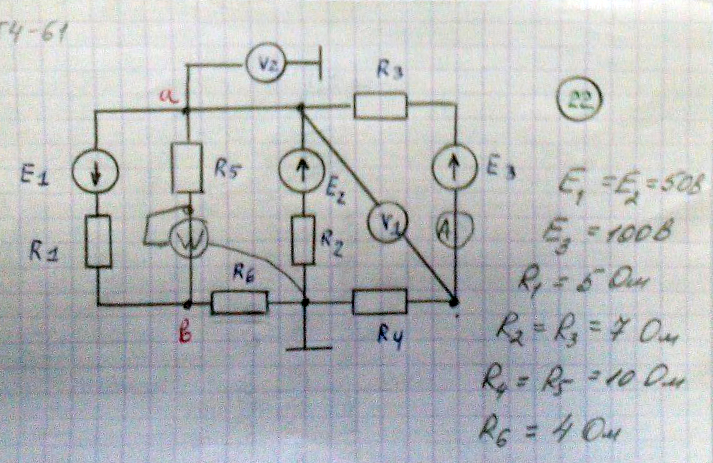 Т4-61
V2
R3
a
22
E1
R5
E2
E3
R1
W
R2
V1
A
R6
b
R4
E₁ = E₂ = 50В
E₃ = 100В
R₁ = 5 Ом
R₂ = R₃ = 7 Ом
R₄ = R₅ = 10 Ом
R₆ = 4 Ом